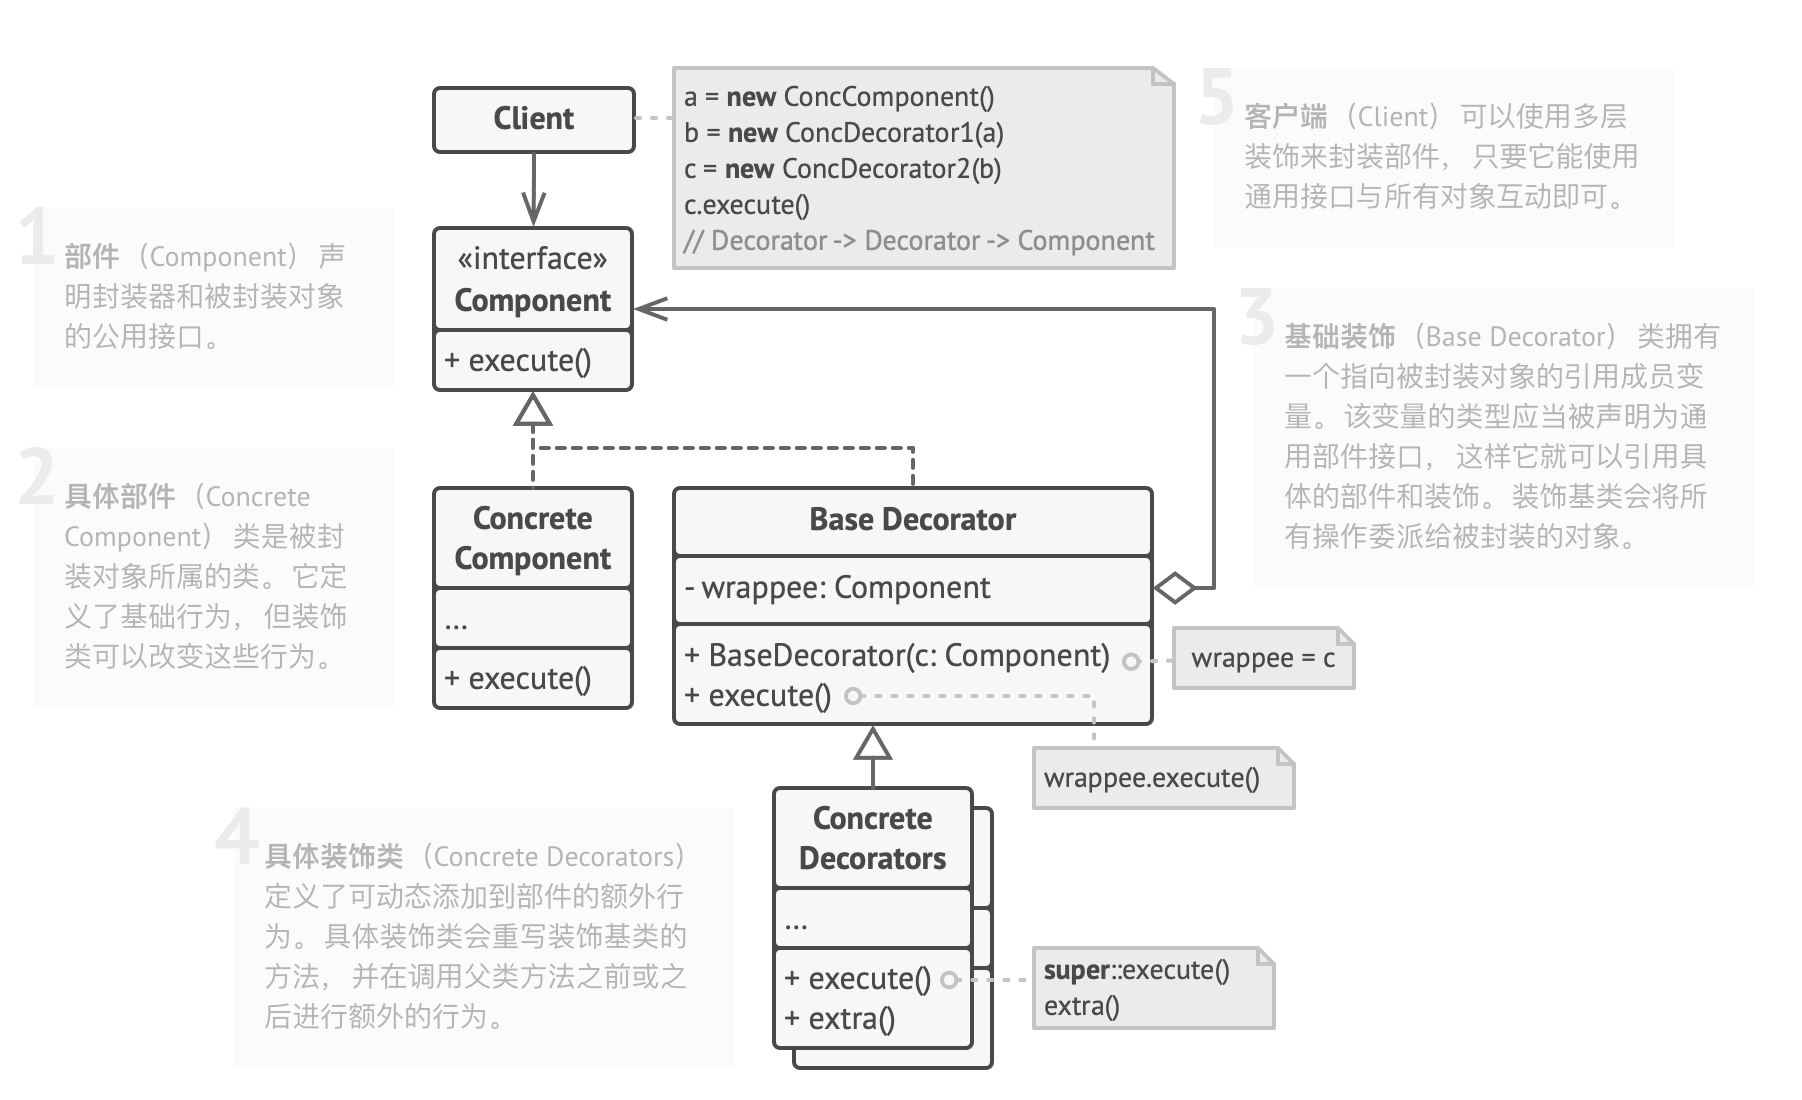 Client
a = new ConcComponent()
b = new ConcDecorator1(a)
c = new ConcDecorator2(b)
c.execute()
// Decorator -> Decorator -> Component
5
客户端 （Client） 可以使用多层
装饰来封装部件， 只要它能使用
通用接口与所有对象互动即可。
1
部件 （Component） 声
明封装器和被封装对象
的公用接口。
«interface»
Component
+ execute()
3
基础装饰 （Base Decorator） 类拥有
一个指向被封装对象的引用成员变
量。 该变量的类型应当被声明为通
用部件接口， 这样它就可以引用具
体的部件和装饰。 装饰基类会将所
有操作委派给被封装的对象。
2
具体部件 （Concrete
Component） 类是被封
装对象所属的类。 它定
义了基础行为， 但装饰
类可以改变这些行为。
Concrete
Component
...
+ execute()
Base Decorator
- wrappee: Component
+ BaseDecorator(c: Component)
+ execute()
wrappee = c
wrappee.execute()
4
具体装饰类 （Concrete Decorators）
定义了可动态添加到部件的额外行
为。 具体装饰类会重写装饰基类的
方法， 并在调用父类方法之前或之
后进行额外的行为。
Concrete
Decorators
...
+ execute()
+ extra()
super::execute()
extra()